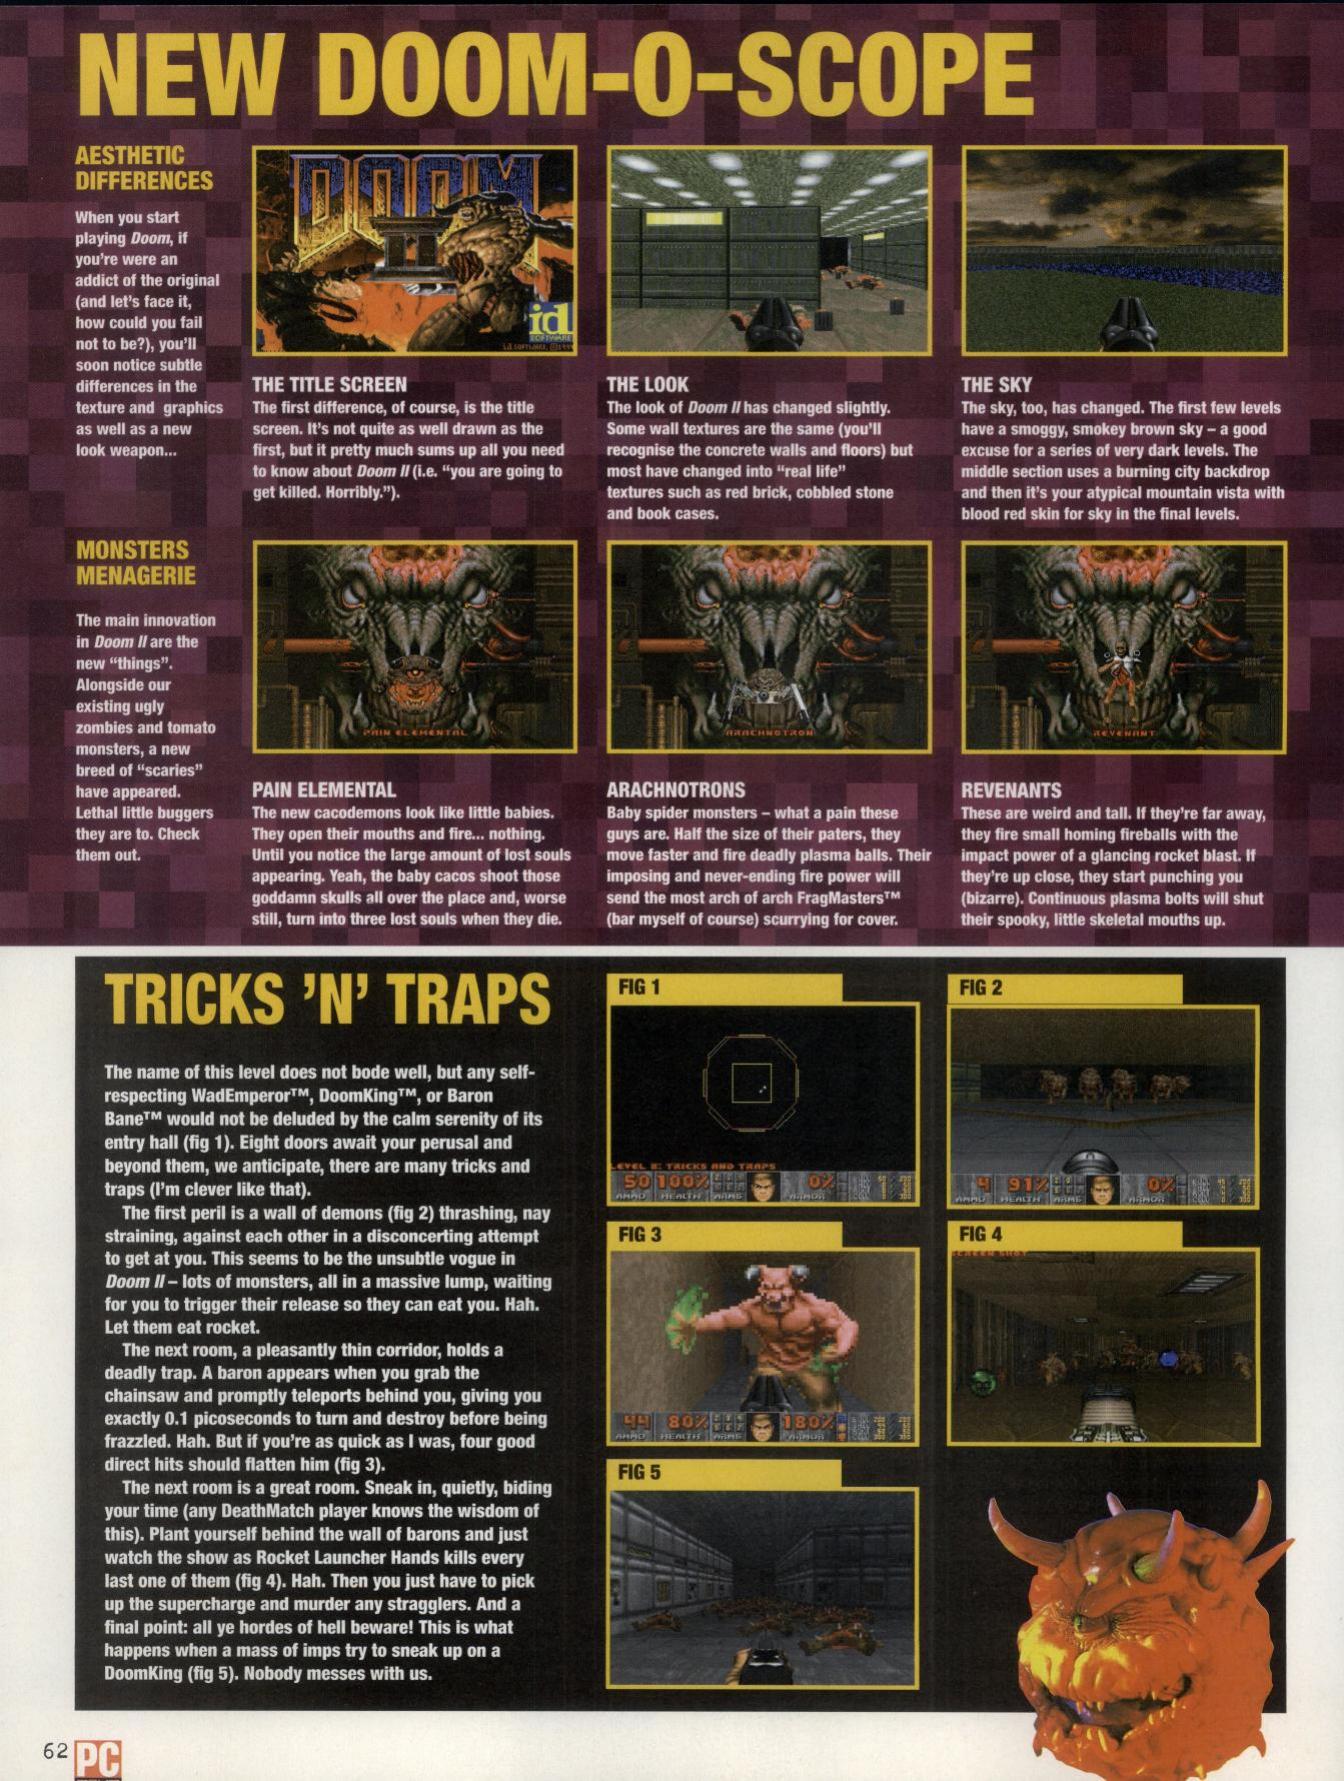 NEW DOOM-O-SCOPE
AESTHETIC
DIFFERENCES
When you start
playing Doom, if
you're were an
addict of the original
(and let's face it,
how could you fail
not to be?), you'll
soon notice subtle
differences in the
texture and graphics
as well as a new
look weapon...
DOOM
II
id
SOFTWARE
THE TITLE SCREEN
The first difference, of course, is the title
screen. It's not quite as well drawn as the
first, but it pretty much sums up all you need
to know about Doom II (i.e. "you are going to
get killed. Horribly.").
THE LOOK
The look of Doom II has changed slightly.
Some wall textures are the same (you'll
recognise the concrete walls and floors) but
most have changed into "real life"
textures such as red brick, cobbled stone
and book cases.
THE SKY
The sky, too, has changed. The first few levels
have a smoggy, smokey brown sky – a good
excuse for a series of very dark levels. The
middle section uses a burning city backdrop
and then it's your atypical mountain vista with
blood red skin for sky in the final levels.
MONSTERS
MENAGERIE
The main innovation
in Doom II are the
new "things".
Alongside our
existing ugly
zombies and tomato
monsters, a new
breed of "scaries"
have appeared.
Lethal little buggers
they are to. Check
them out.
PAIN ELEMENTAL
PAIN ELEMENTAL
The new cacodemons look like little babies.
They open their mouths and fire... nothing.
Until you notice the large amount of lost souls
appearing. Yeah, the baby cacos shoot those
goddamn skulls all over the place and, worse
still, turn into three lost souls when they die.
ARACHNOTRON
ARACHNOTRONS
Baby spider monsters – what a pain these
guys are. Half the size of their paters, they
move faster and fire deadly plasma balls. Their
imposing and never-ending fire power will
send the most arch of arch FragMasters™
(bar myself of course) scurrying for cover.
REVENANT
REVENANTS
These are weird and tall. If they're far away,
they fire small homing fireballs with the
impact power of a glancing rocket blast. If
they're up close, they start punching you
(bizarre). Continuous plasma bolts will shut
their spooky, little skeletal mouths up.
TRICKS 'N' TRAPS
The name of this level does not bode well, but any self-
respecting WadEmperor™, DoomKing™, or Baron
Bane™ would not be deluded by the calm serenity of its
entry hall (fig 1). Eight doors await your perusal and
beyond them, we anticipate, there are many tricks and
traps (I'm clever like that).
The first peril is a wall of demons (fig 2) thrashing, nay
straining, against each other in a disconcerting attempt
to get at you. This seems to be the unsubtle vogue in
Doom II – lots of monsters, all in a massive lump, waiting
for you to trigger their release so they can eat you. Hah.
Let them eat rocket.
The next room, a pleasantly thin corridor, holds a
deadly trap. A baron appears when you grab the
chainsaw and promptly teleports behind you, giving you
exactly 0.1 picoseconds to turn and destroy before being
frazzled. Hah. But if you're as quick as I was, four good
direct hits should flatten him (fig 3).
The next room is a great room. Sneak in, quietly, biding
your time (any DeathMatch player knows the wisdom of
this). Plant yourself behind the wall of barons and just
watch the show as Rocket Launcher Hands kills every
last one of them (fig 4). Hah. Then you just have to pick
up the supercharge and murder any stragglers. And a
final point: all ye hordes of hell beware! This is what
happens when a mass of imps try to sneak up on a
DoomKing (fig 5). Nobody messes with us.
FIG 1
LEVEL 8: TRICKS AND TRAPS
50 100% 0%
AMMO HEALTH ARMS ARMOR
FIG 2
4 91% 0%
AMMO HEALTH ARMS ARMOR
FIG 3
44 80% 180%
AMMO HEALTH ARMS ARMOR
FIG 4
SCREEN SHOT
FIG 5
62 PC